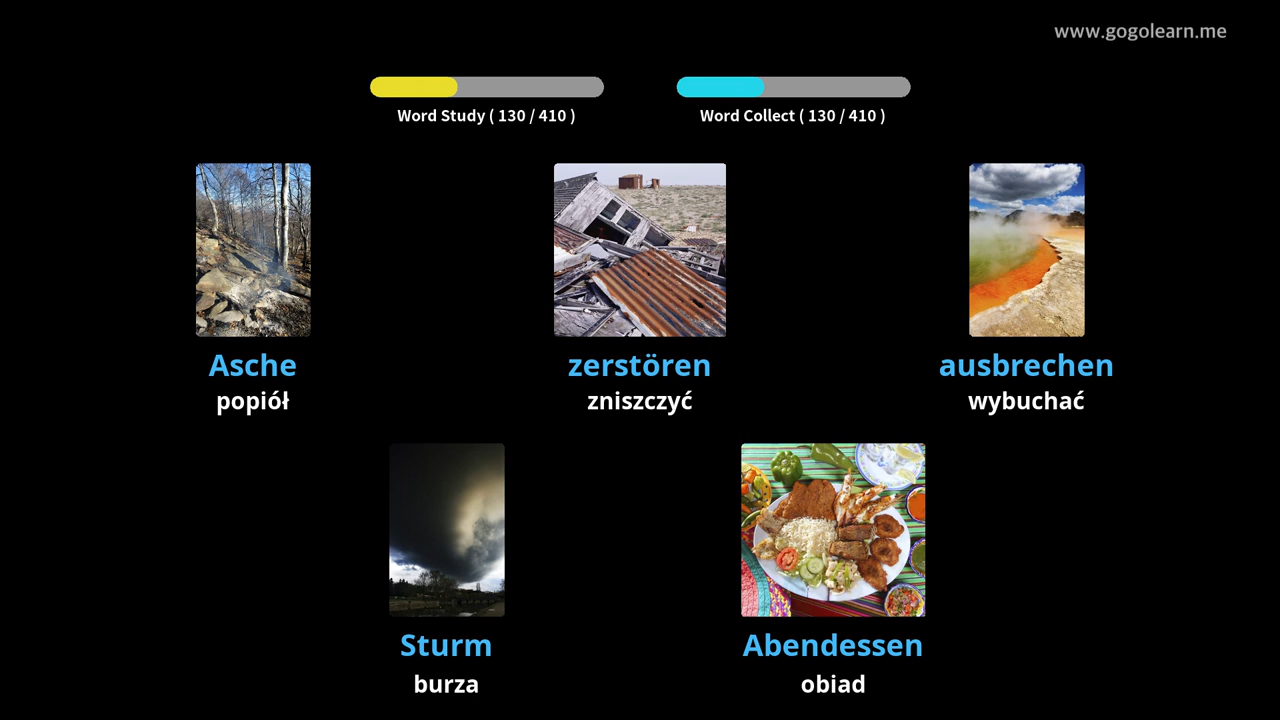 www.gogolearn.me
Word Study ( 130 / 410 )
Word Collect ( 130 / 410 )
Asche
popiół
zerstören
zniszczyć
ausbrechen
wybuchać
Sturm
burza
Abendessen
obiad